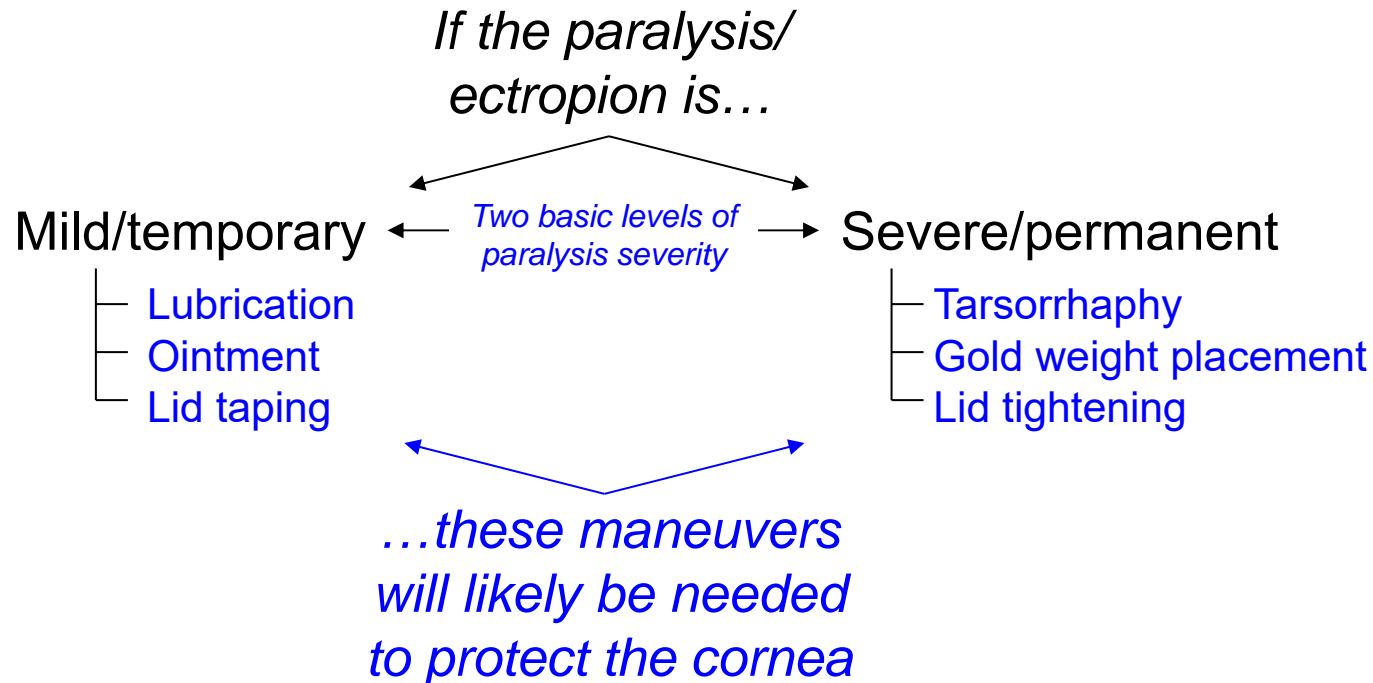 If the paralysis/
ectropion is…
Mild/temporary
Two basic levels of
paralysis severity
Severe/permanent
Lubrication
Ointment
Lid taping
Tarsorrhaphy
Gold weight placement
Lid tightening
…these maneuvers
will likely be needed
to protect the cornea